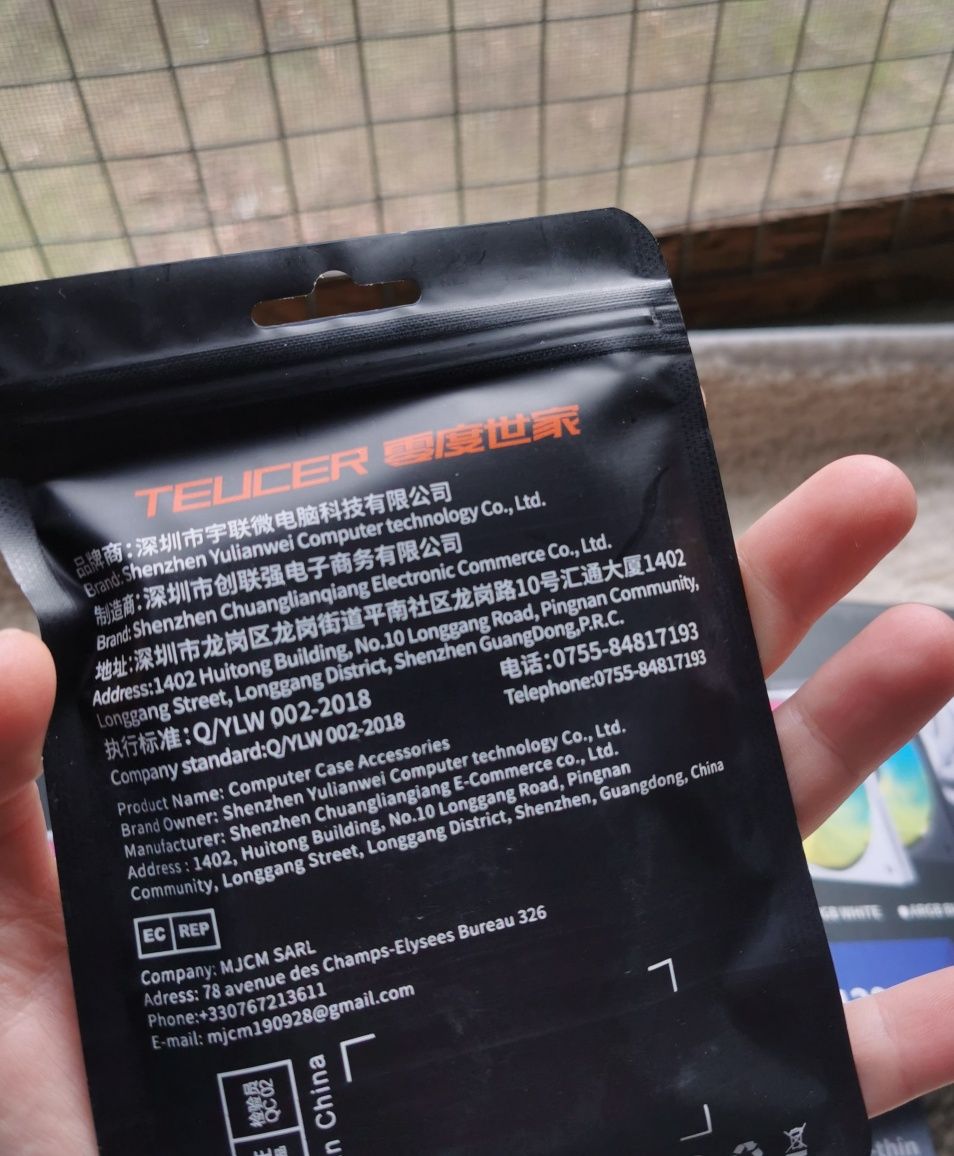 TEUCER 零度世家
品牌商:深圳市宇联微电脑科技有限公司
Brand: Shenzhen Yulianwei Computer technology Co., Ltd.
制造商:深圳市创联强电子商务有限公司
Brand: Shenzhen Chuanglianqiang Electronic Commerce Co., Ltd.
地址:深圳市龙岗区龙岗街道平南社区龙岗路10号汇通大厦1402
Address:1402 Huitong Building, No.10 Longgang Road, Pingnan Community,
Longgang Street, Longgang District, Shenzhen GuangDong,P.R.C.
执行标准:Q/YLW 002-2018 电话:0755-84817193
Company standard:Q/YLW 002-2018 Telephone:0755-84817193
Product Name: Computer Case Accessories
Brand Owner: Shenzhen Yulianwei Computer technology Co., Ltd.
Manufacturer: Shenzhen Chuangliangiang E-Commerce co., Ltd.
Address : 1402, Huitong Building, No.10 Longgang Road, Pingnan
Community, Longgang Street, Longgang District, Shenzhen, Guangdong, China
EC REP
Company: MJCM SARL
Adress: 78 avenue des Champs-Elysees Bureau 326
Phone:+330767213611
E-mail: mjcm190928@gmail.com
检验员
QC 02
n China
GB WHITE
-thin